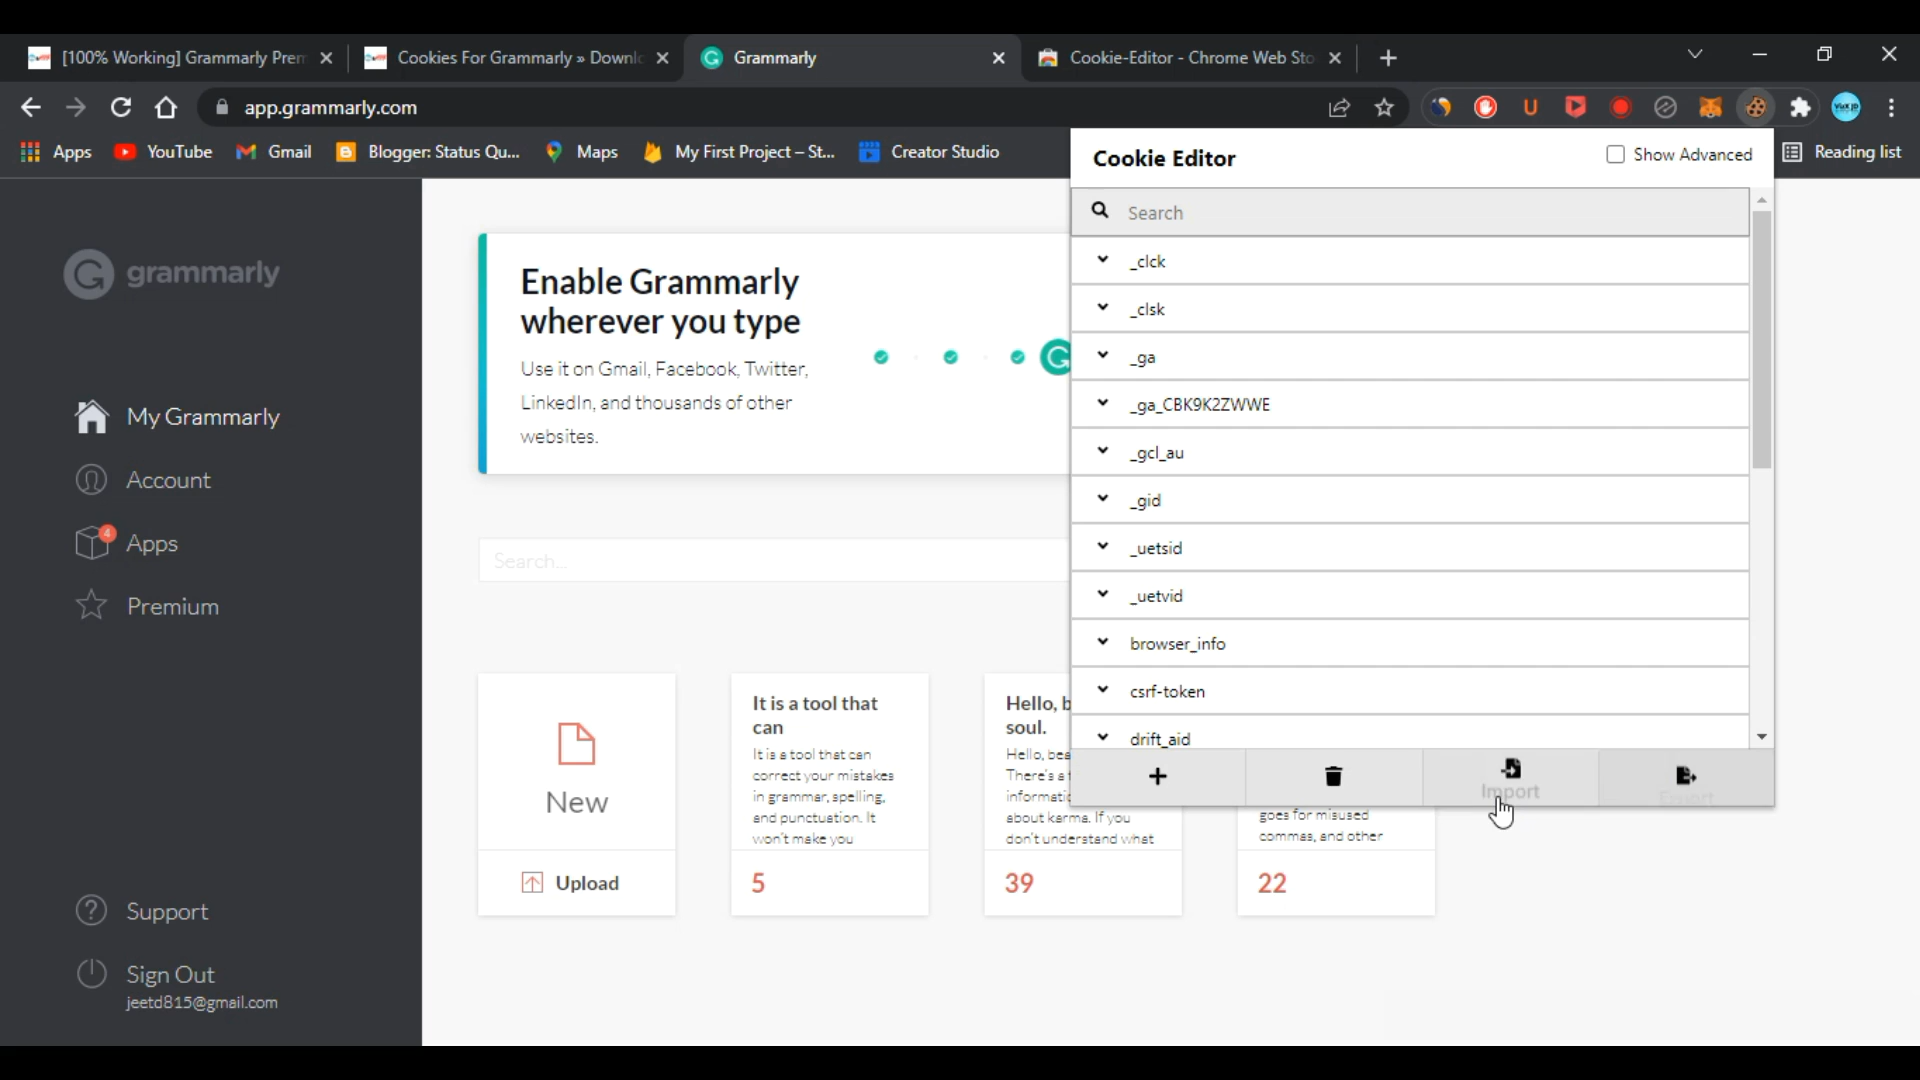 [100% Working] Grammarly Prem
Cookies For Grammarly » Downl
Grammarly
Cookie-Editor - Chrome Web Sto
app.grammarly.com
Apps
YouTube
Gmail
Blogger: Status Qu...
Maps
My First Project – St...
Creator Studio
Reading list
grammarly
My Grammarly
Account
4
Apps
Premium
Support
Sign Out
jeetd815@gmail.com
Enable Grammarly
wherever you type
Use it on Gmail, Facebook, Twitter,
LinkedIn, and thousands of other
websites.
Search...
New
Upload
It is a tool that
can
It is a tool that can
correct your mistakes
in grammar, spelling,
and punctuation. It
won't make you
5
Hello, b
soul.
Hello, bea
There's a f
informatio
about karma. If you
don't understand what
39
goes for misused
commas, and other
22
Cookie Editor
Show Advanced
Search
_clck
_clsk
_ga
_ga_CBK9K2ZWWE
_gcl_au
_gid
_uetsid
_uetvid
browser_info
csrf-token
drift_aid
Import
Export